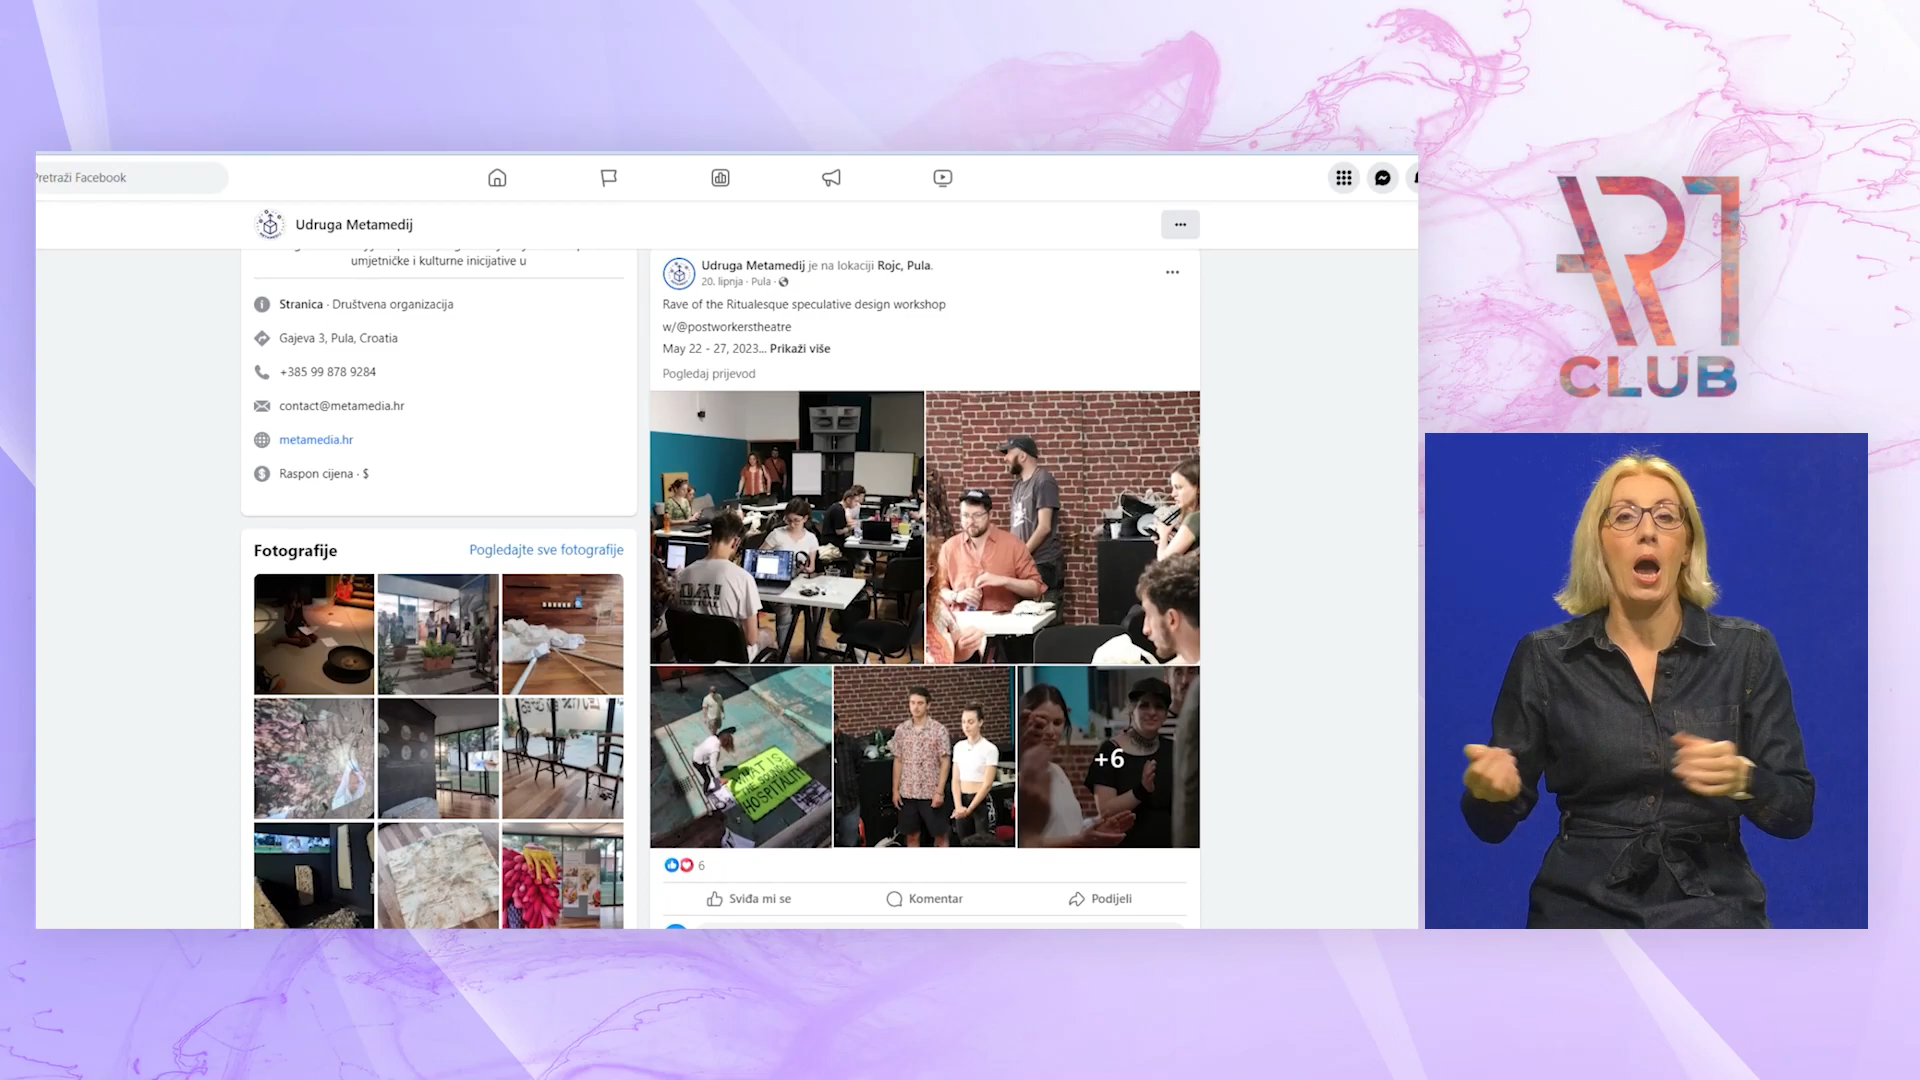 Pretraži Facebook
Udruga Metamedij
umjetničke i kulturne inicijative u
Stranica · Društvena organizacija
Gajeva 3, Pula, Croatia
+385 99 878 9284
contact@metamedia.hr
metamedia.hr
Raspon cijena · $
Fotografije
Pogledajte sve fotografije
Udruga Metamedij je na lokaciji Rojc, Pula.
20. lipnja · Pula ·
Rave of the Ritualesque speculative design workshop
w/@postworkerstheatre
May 22 - 27, 2023... Prikaži više
Pogledaj prijevod
FESTIVAL
WHAT IS
HOSPITALITY
+6
6
Sviđa mi se
Komentar
Podijeli
ART
CLUB